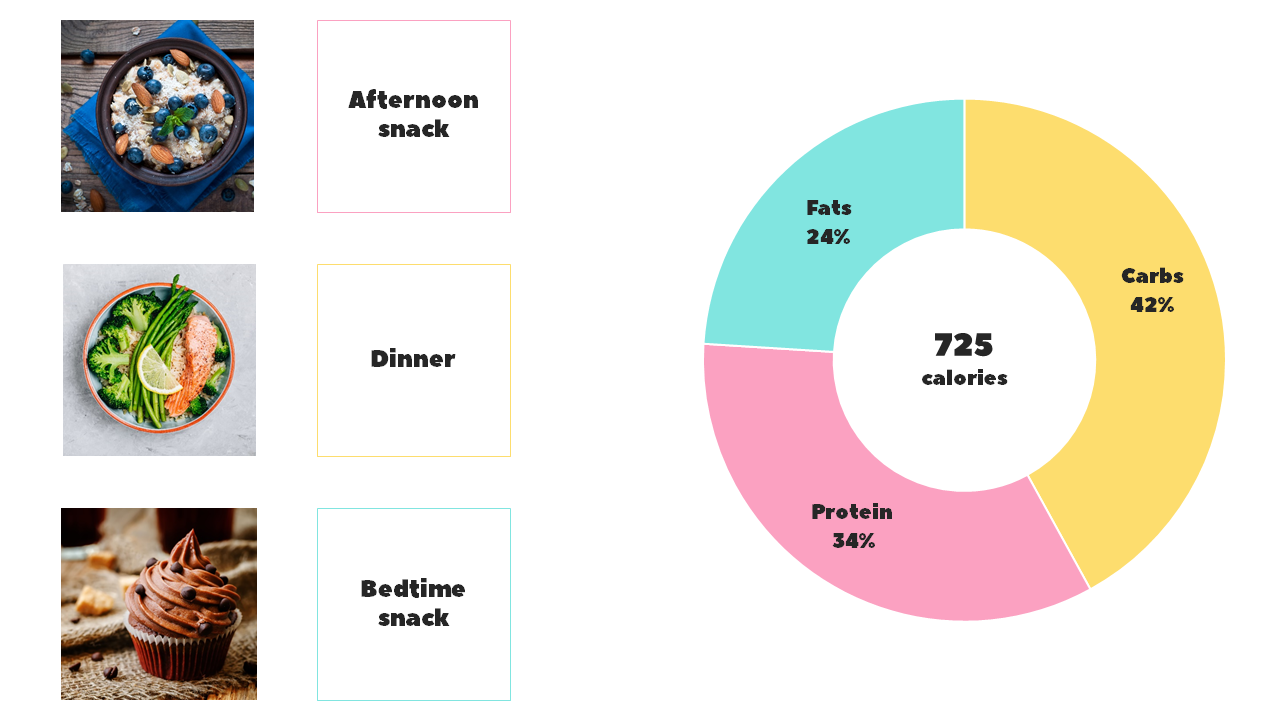 Afternoon
snack
Dinner
Bedtime
snack
Fats
24%
Carbs
42%
725
calories
Protein
34%